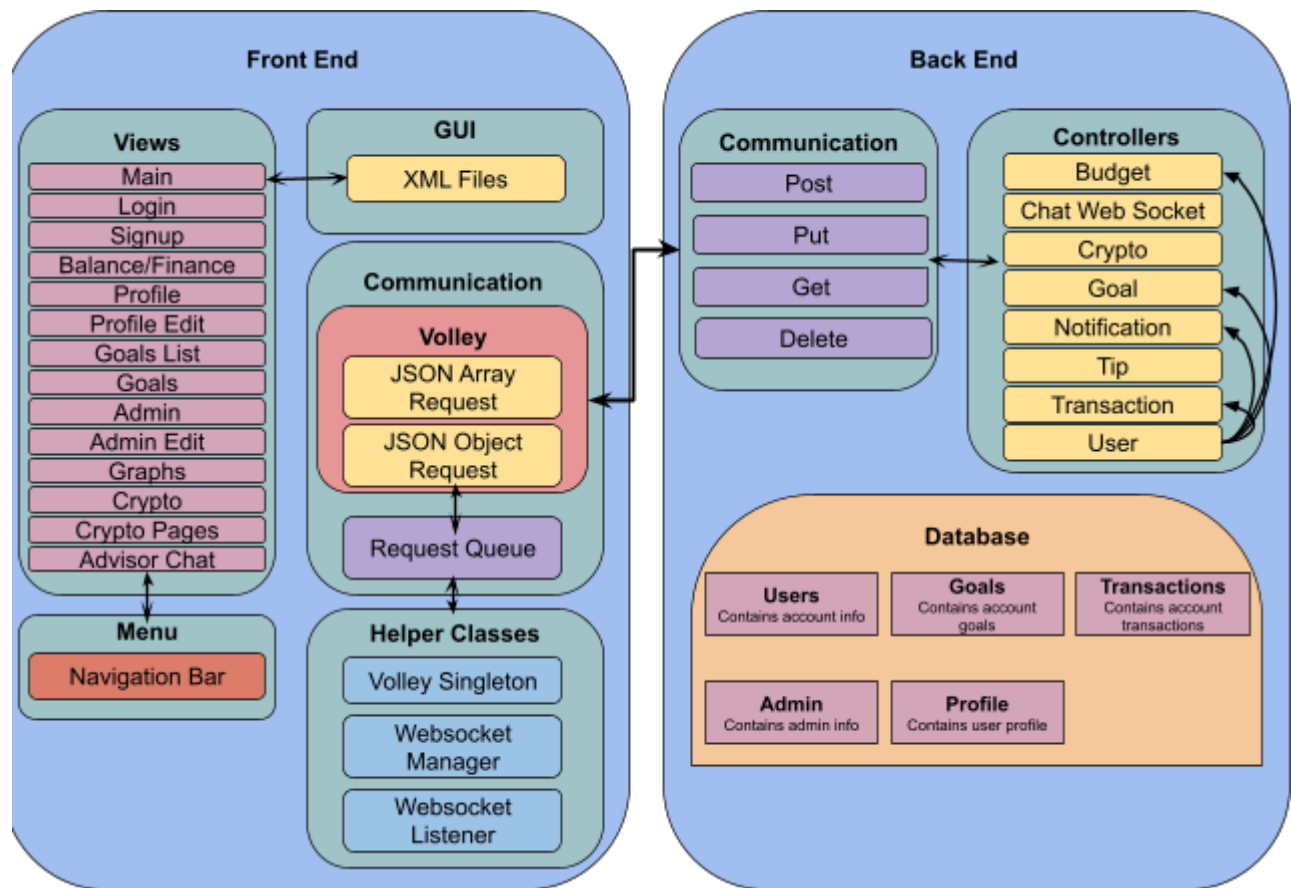 Front End
Views
Main
Login
Signup
Balance/Finance
Profile
Profile Edit
Goals List
Goals
Admin
Admin Edit
Graphs
Crypto
Crypto Pages
Advisor Chat
Menu
Navigation Bar
GUI
XML Files
Communication
Volley
JSON Array
Request
JSON Object
Request
Request Queue
Helper Classes
Volley Singleton
Websocket
Manager
Websocket
Listener
Back End
Communication
Post
Put
Get
Delete
Controllers
Budget
Chat Web Socket
Crypto
Goal
Notification
Tip
Transaction
User
Database
Users
Contains account info
Goals
Contains account
goals
Transactions
Contains account
transactions
Admin
Contains admin info
Profile
Contains user profile